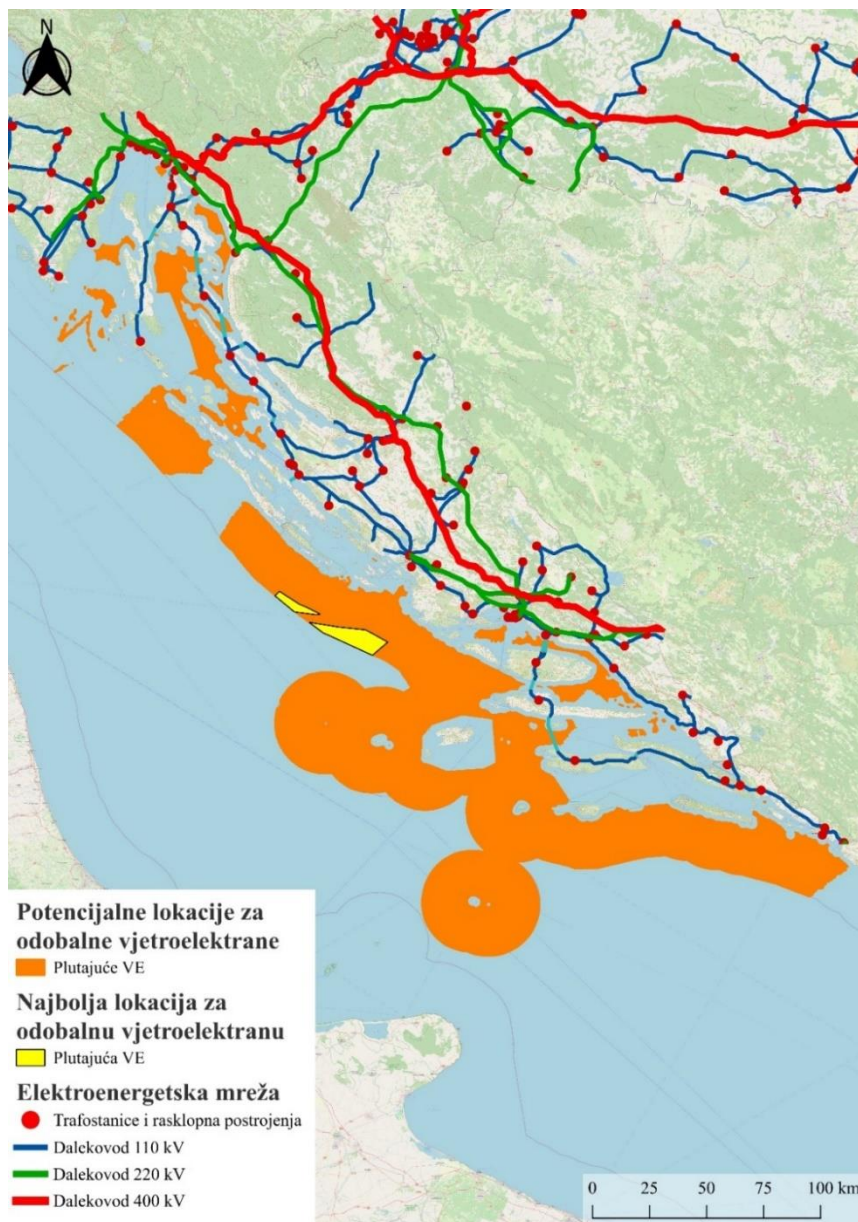 N
Potencijalne lokacije za
odobalne vjetroelektrane
Plutajuće VE
Najbolja lokacija za
odobalnu vjetroelektranu
Plutajuća VE
Elektroenergetska mreža
Trafostanice i rasklopna postrojenja
Dalekovod 110 kV
Dalekovod 220 kV
Dalekovod 400 kV
0 25 50 75 100 km